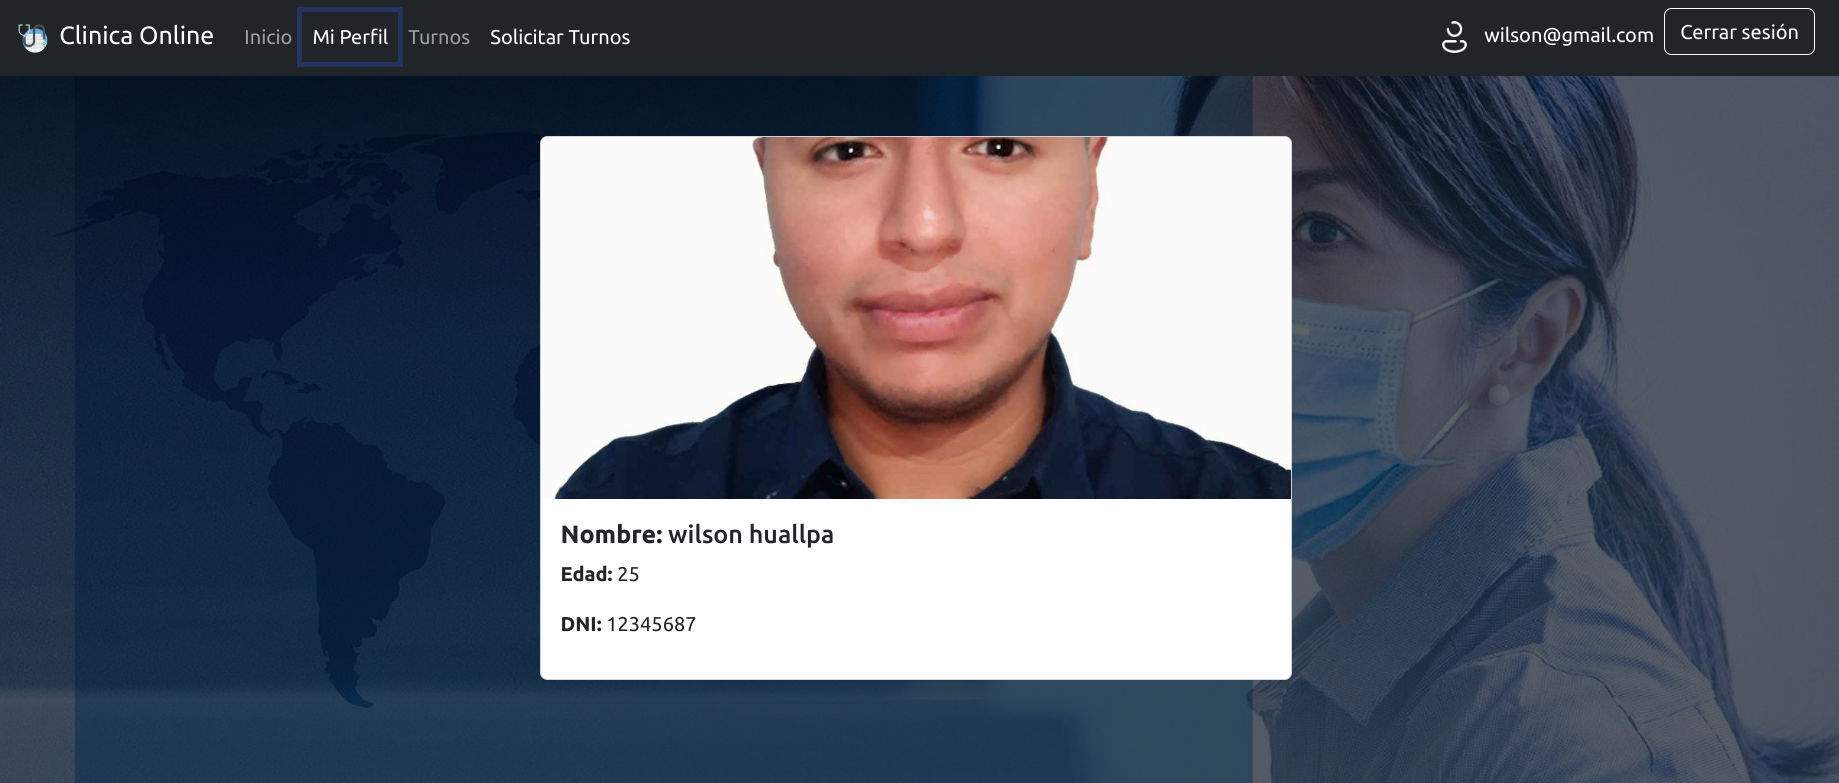 Clinica Online Inicio Mi Perfil Turnos Solicitar Turnos wilson@gmail.com Cerrar sesión
Nombre: wilson huallpa
Edad: 25
DNI: 12345687